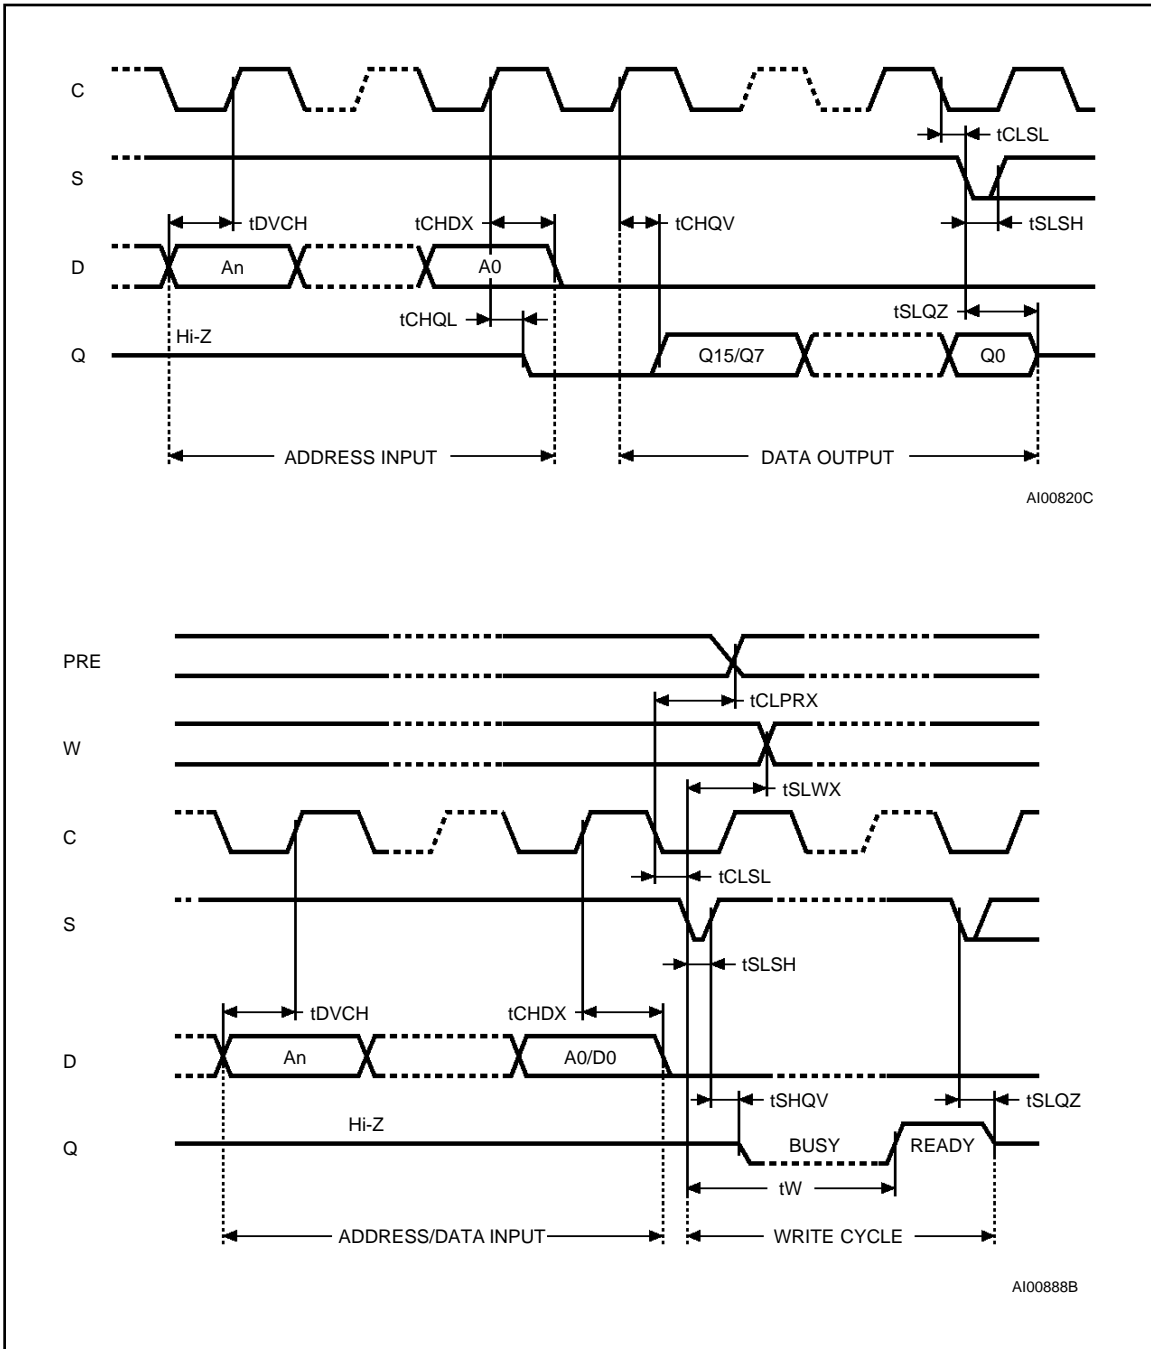 C
tCLSL
S
tDVCH
tCHDX
tCHQV
tSLSH
D
An
A0
tCHQL
tSLQZ
Hi-Z
Q
Q15/Q7
Q0
ADDRESS INPUT
DATA OUTPUT
AI00820C
PRE
tCLPRX
W
tSLWX
C
tCLSL
S
tSLSH
tDVCH
tCHDX
D
An
A0/D0
tSHQV
tSLQZ
Hi-Z
Q
BUSY
READY
tW
ADDRESS/DATA INPUT
WRITE CYCLE
AI00888B